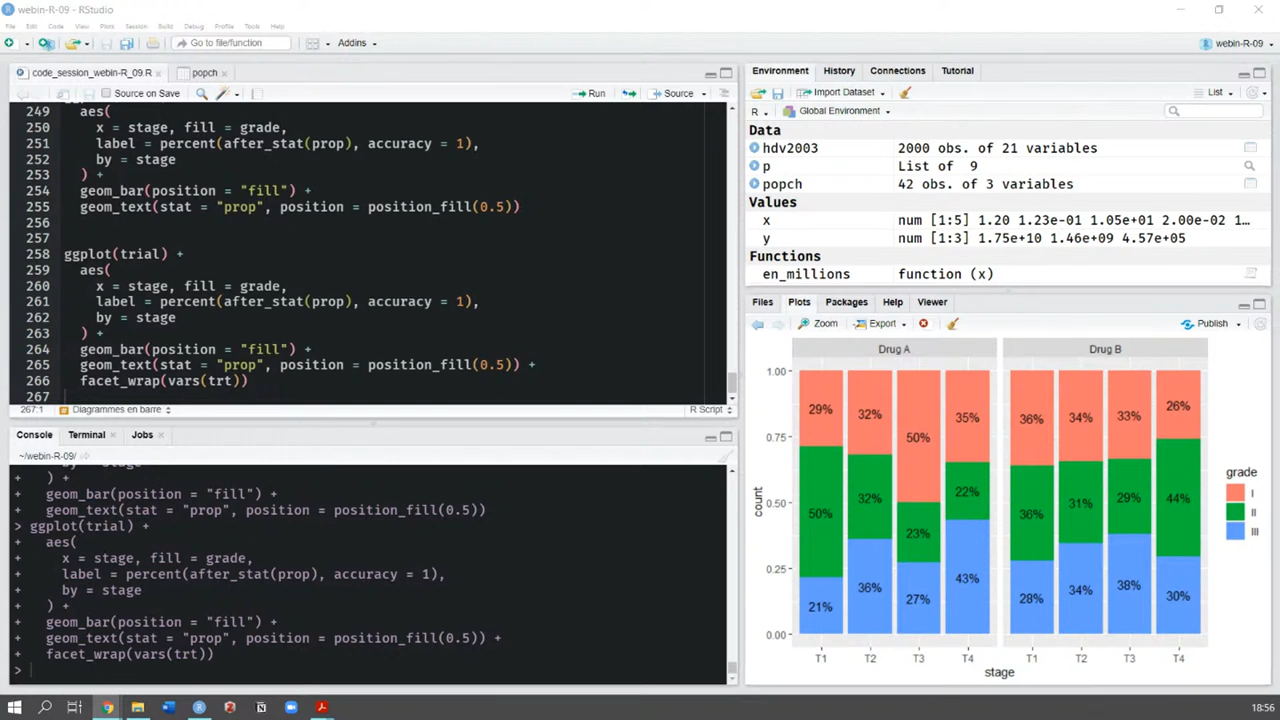 webin-R-09 - RStudio
File Edit Code View Plots Session Build Debug Profile Tools Help
Go to file/function Addins webin-R-09
code_session_webin-R_09.R popch
Source on Save Run Source
249 aes(
250 x = stage, fill = grade,
251 label = percent(after_stat(prop), accuracy = 1),
252 by = stage
253 ) +
254 geom_bar(position = "fill") +
255 geom_text(stat = "prop", position = position_fill(0.5))
256
257
258 ggplot(trial) +
259 aes(
260 x = stage, fill = grade,
261 label = percent(after_stat(prop), accuracy = 1),
262 by = stage
263 ) +
264 geom_bar(position = "fill") +
265 geom_text(stat = "prop", position = position_fill(0.5)) +
266 facet_wrap(vars(trt))
267
267:1 Diagrammes en barre R Script
Console Terminal Jobs
~/webin-R-09/
+ ) +
+ geom_bar(position = "fill") +
+ geom_text(stat = "prop", position = position_fill(0.5))
> ggplot(trial) +
+ aes(
+ x = stage, fill = grade,
+ label = percent(after_stat(prop), accuracy = 1),
+ by = stage
+ ) +
+ geom_bar(position = "fill") +
+ geom_text(stat = "prop", position = position_fill(0.5)) +
+ facet_wrap(vars(trt))
>
Environment History Connections Tutorial
Import Dataset List
R Global Environment
Data
hdv2003 2000 obs. of 21 variables
p List of 9
popch 42 obs. of 3 variables
Values
x num [1:5] 1.20 1.23e-01 1.05e+01 2.00e-02 1...
y num [1:3] 1.75e+10 1.46e+09 4.57e+05
Functions
en_millions function (x)
Files Plots Packages Help Viewer
Zoom Export Publish
Drug A Drug B
1.00
0.75
0.50
0.25
0.00
count
29% 32% 50% 35% 36% 34% 33% 26%
50% 32% 23% 22% 36% 31% 29% 44%
21% 36% 27% 43% 28% 34% 38% 30%
T1 T2 T3 T4 T1 T2 T3 T4
stage
grade
I
II
III
18:56